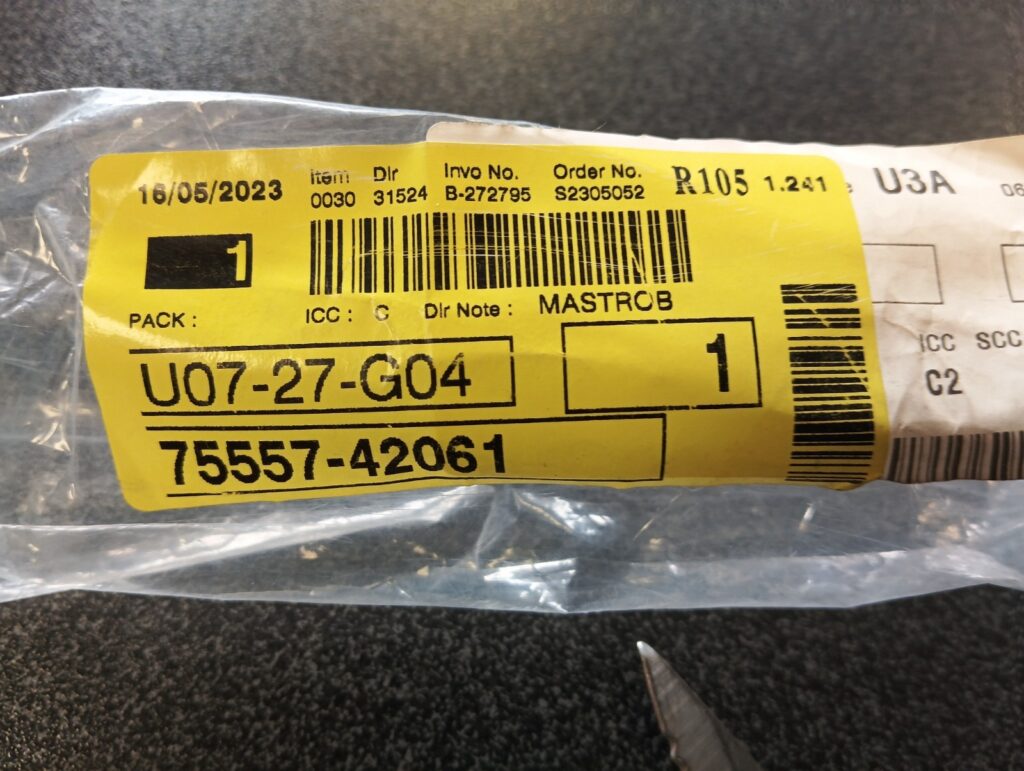 16/05/2023
Item Dlr Invo No. Order No.
0030 31524 B-272795 S2305052
R105 1.241
1
PACK : ICC : C Dlr Note : MASTROB
U07-27-G04
1
75557-42061
U3A
06
ICC SCC
C2